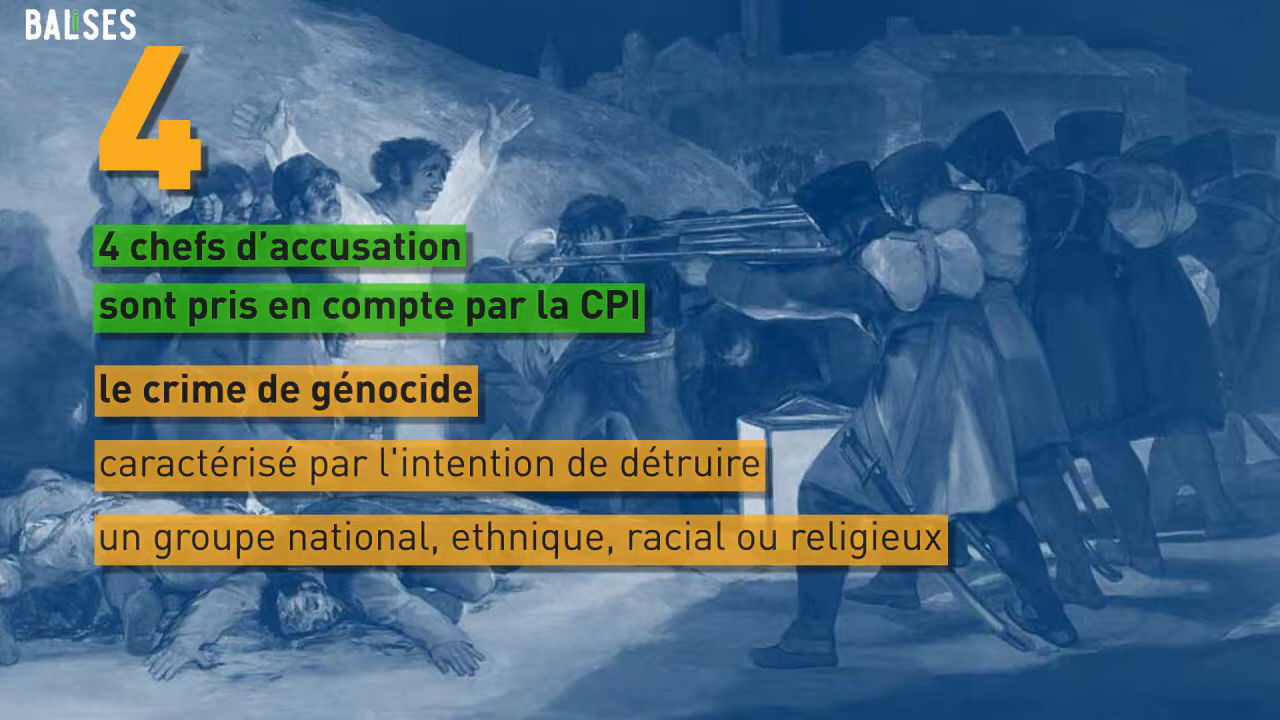 BALiSES
4
4 chefs d’accusation
sont pris en compte par la CPI
le crime de génocide
caractérisé par l'intention de détruire
un groupe national, ethnique, racial ou religieux